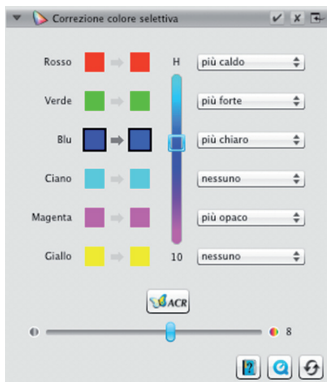 Correzione colore selettiva
H
Rosso più caldo
Verde più forte
Blu più chiaro
Ciano nessuno
Magenta più opaco
Giallo 10 nessuno
ACR
8